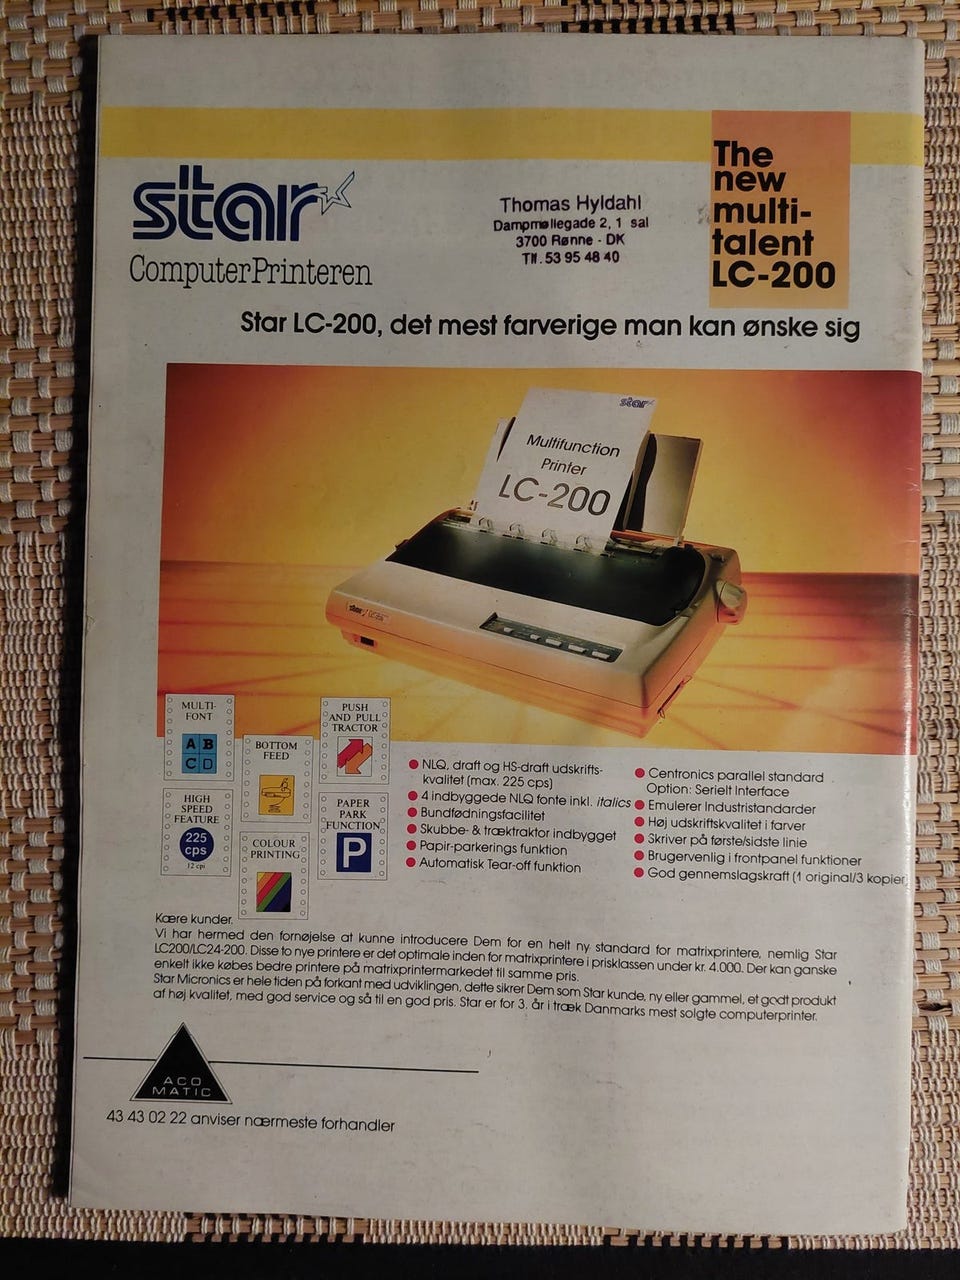 star
ComputerPrinteren
Thomas Hyldahl
Dampmøllegade 2, 1 sal
3700 Rønne - DK
Tlf. 53 95 48 40
The
new
multi-
talent
LC-200
Star LC-200, det mest farverige man kan ønske sig
star
Multifunction
Printer
LC-200
star
MULTI-
FONT
A B
C D
BOTTOM
FEED
PUSH
AND PULL
TRACTOR
HIGH
SPEED
FEATURE
225
cps
12 cpi
COLOUR
PRINTING
PAPER
PARK
FUNCTION
P
NLQ, draft og HS-draft udskrifts-
kvalitet (max. 225 cps)
4 indbyggede NLQ fonte inkl. italics
Bundfødningsfacilitet
Skubbe- & træktraktor indbygget
Papir-parkerings funktion
Automatisk Tear-off funktion
Centronics parallel standard
Option: Serielt Interface
Emulerer Industristandarder
Høj udskriftskvalitet i farver
Skriver på første/sidste linie
Brugervenlig i frontpanel funktioner
God gennemslagskraft (1 original/3 kopier)
Kære kunder.
Vi har hermed den fornøjelse at kunne introducere Dem for en helt ny standard for matrixprintere, nemlig Star
LC200/LC24-200. Disse to nye printere er det optimale inden for matrixprintere i prisklassen under kr. 4.000. Der kan ganske
enkelt ikke købes bedre printere på matrixprintermarkedet til samme pris.
Star Micronics er hele tiden på forkant med udviklingen, dette sikrer Dem som Star kunde, ny eller gammel, et godt produkt
af høj kvalitet, med god service og så til en god pris. Star er for 3. år i træk Danmarks mest solgte computerprinter.
ACO
MATIC
43 43 02 22 anviser nærmeste forhandler